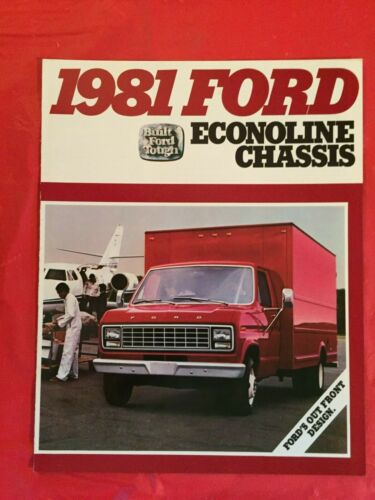 1981 FORD
Built
Ford
Tough
ECONOLINE
CHASSIS
FORD
FORD'S OUT FRONT
DESIGN.